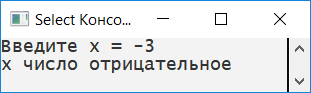 Select Консо...
Введите x = -3
x число отрицательное